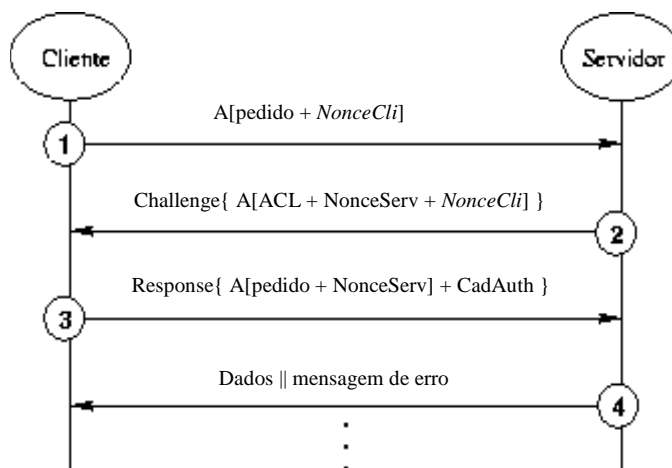 Cliente
Servidor
A[pedido + NonceCli]
1
Challenge{ A[ACL + NonceServ + NonceCli] }
2
Response{ A[pedido + NonceServ] + CadAuth }
3
Dados || mensagem de erro
4